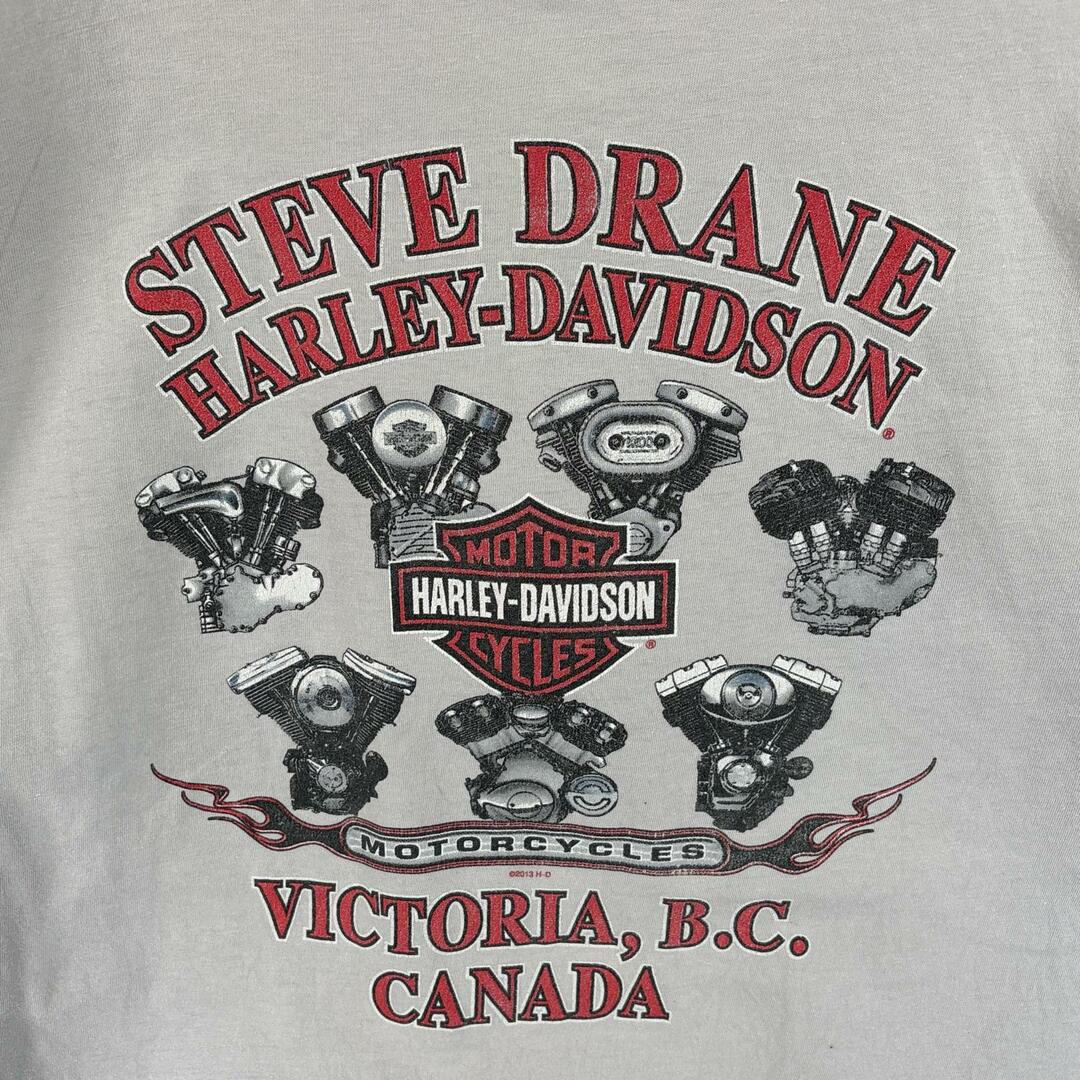 STEVE DRANE
HARLEY-DAVIDSON®
MOTOR
HARLEY-DAVIDSON
CYCLES®
MOTORCYCLES
©2013 H-D
VICTORIA, B.C.
CANADA